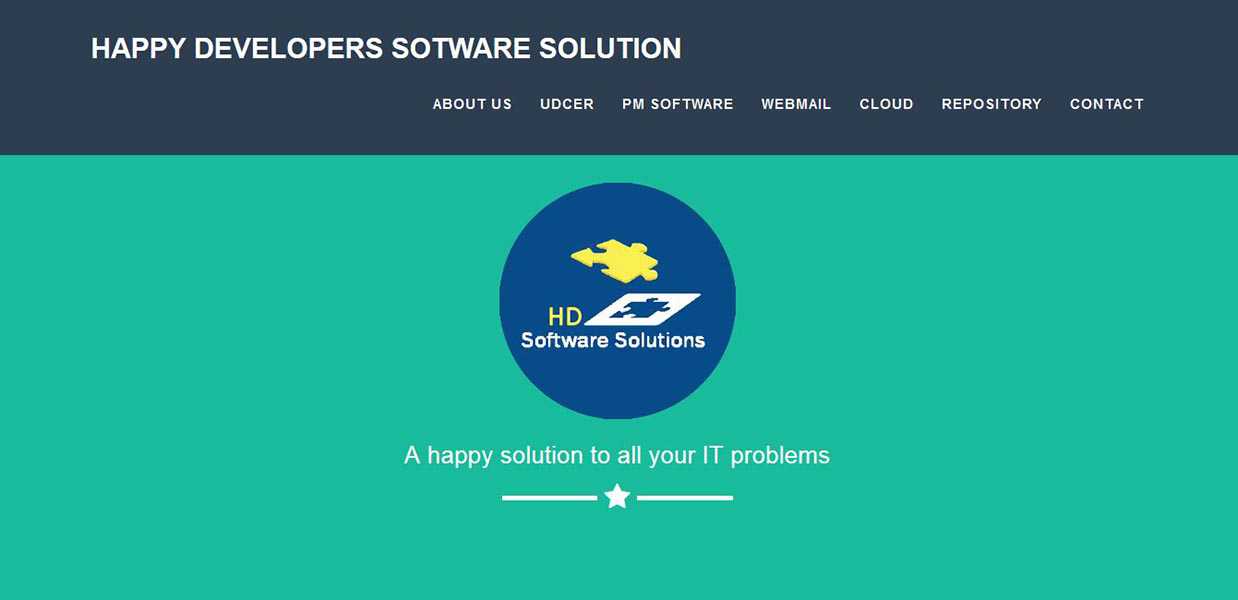 HAPPY DEVELOPERS SOTWARE SOLUTION
ABOUT US UDCER PM SOFTWARE WEBMAIL CLOUD REPOSITORY CONTACT
HD
Software Solutions
A happy solution to all your IT problems